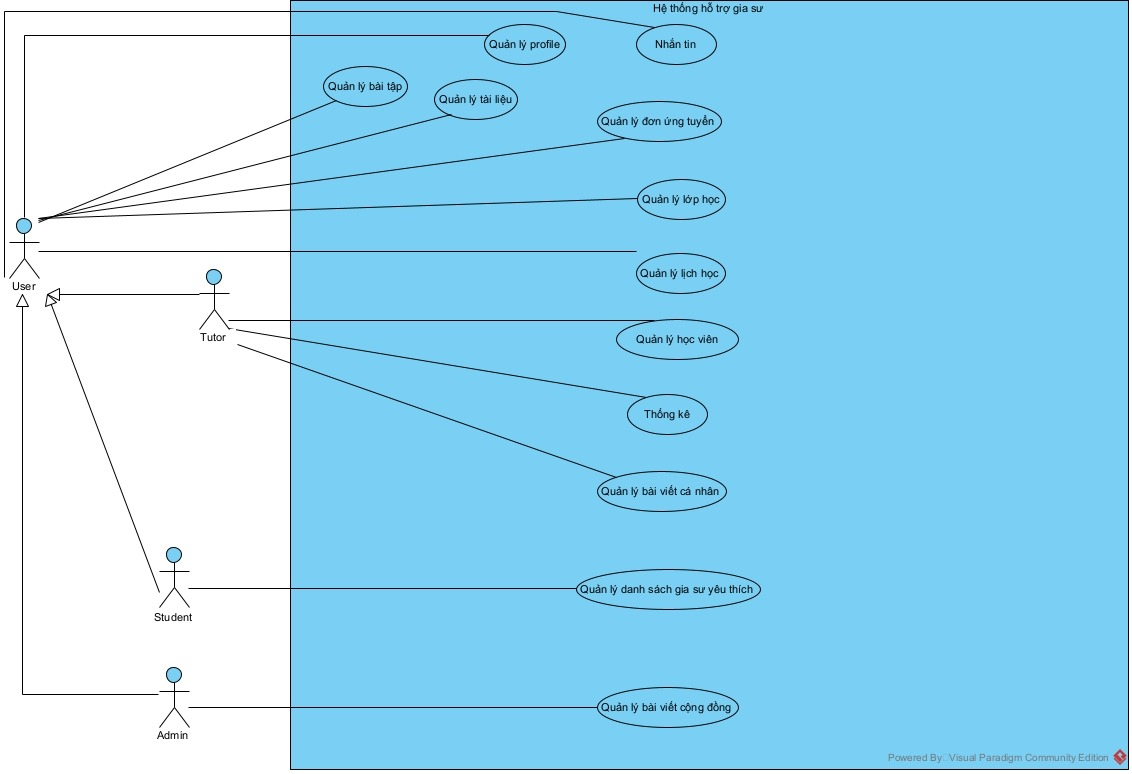 Hệ thống hỗ trợ gia sư
Quản lý profile
Nhắn tin
Quản lý bài tập
Quản lý tài liệu
Quản lý đơn ứng tuyển
Quản lý lớp học
User
Quản lý lịch học
Tutor
Quản lý học viên
Thống kê
Quản lý bài viết cá nhân
Student
Quản lý danh sách gia sư yêu thích
Admin
Quản lý bài viết cộng đồng
Powered By Visual Paradigm Community Edition